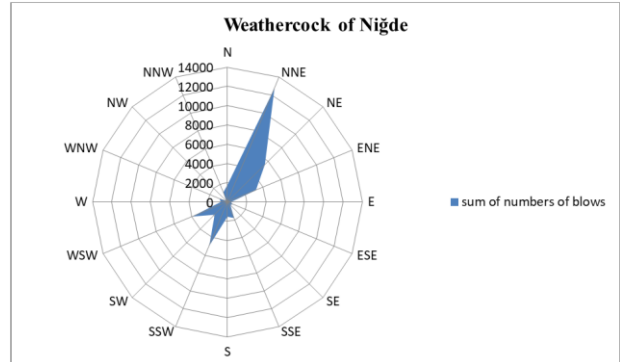 Weathercock of Niğde
N
NNW
NNE
14000
12000
10000
8000
6000
4000
2000
0
NW
NE
WNW
ENE
W
E
sum of numbers of blows
WSW
ESE
SW
SE
SSW
SSE
S